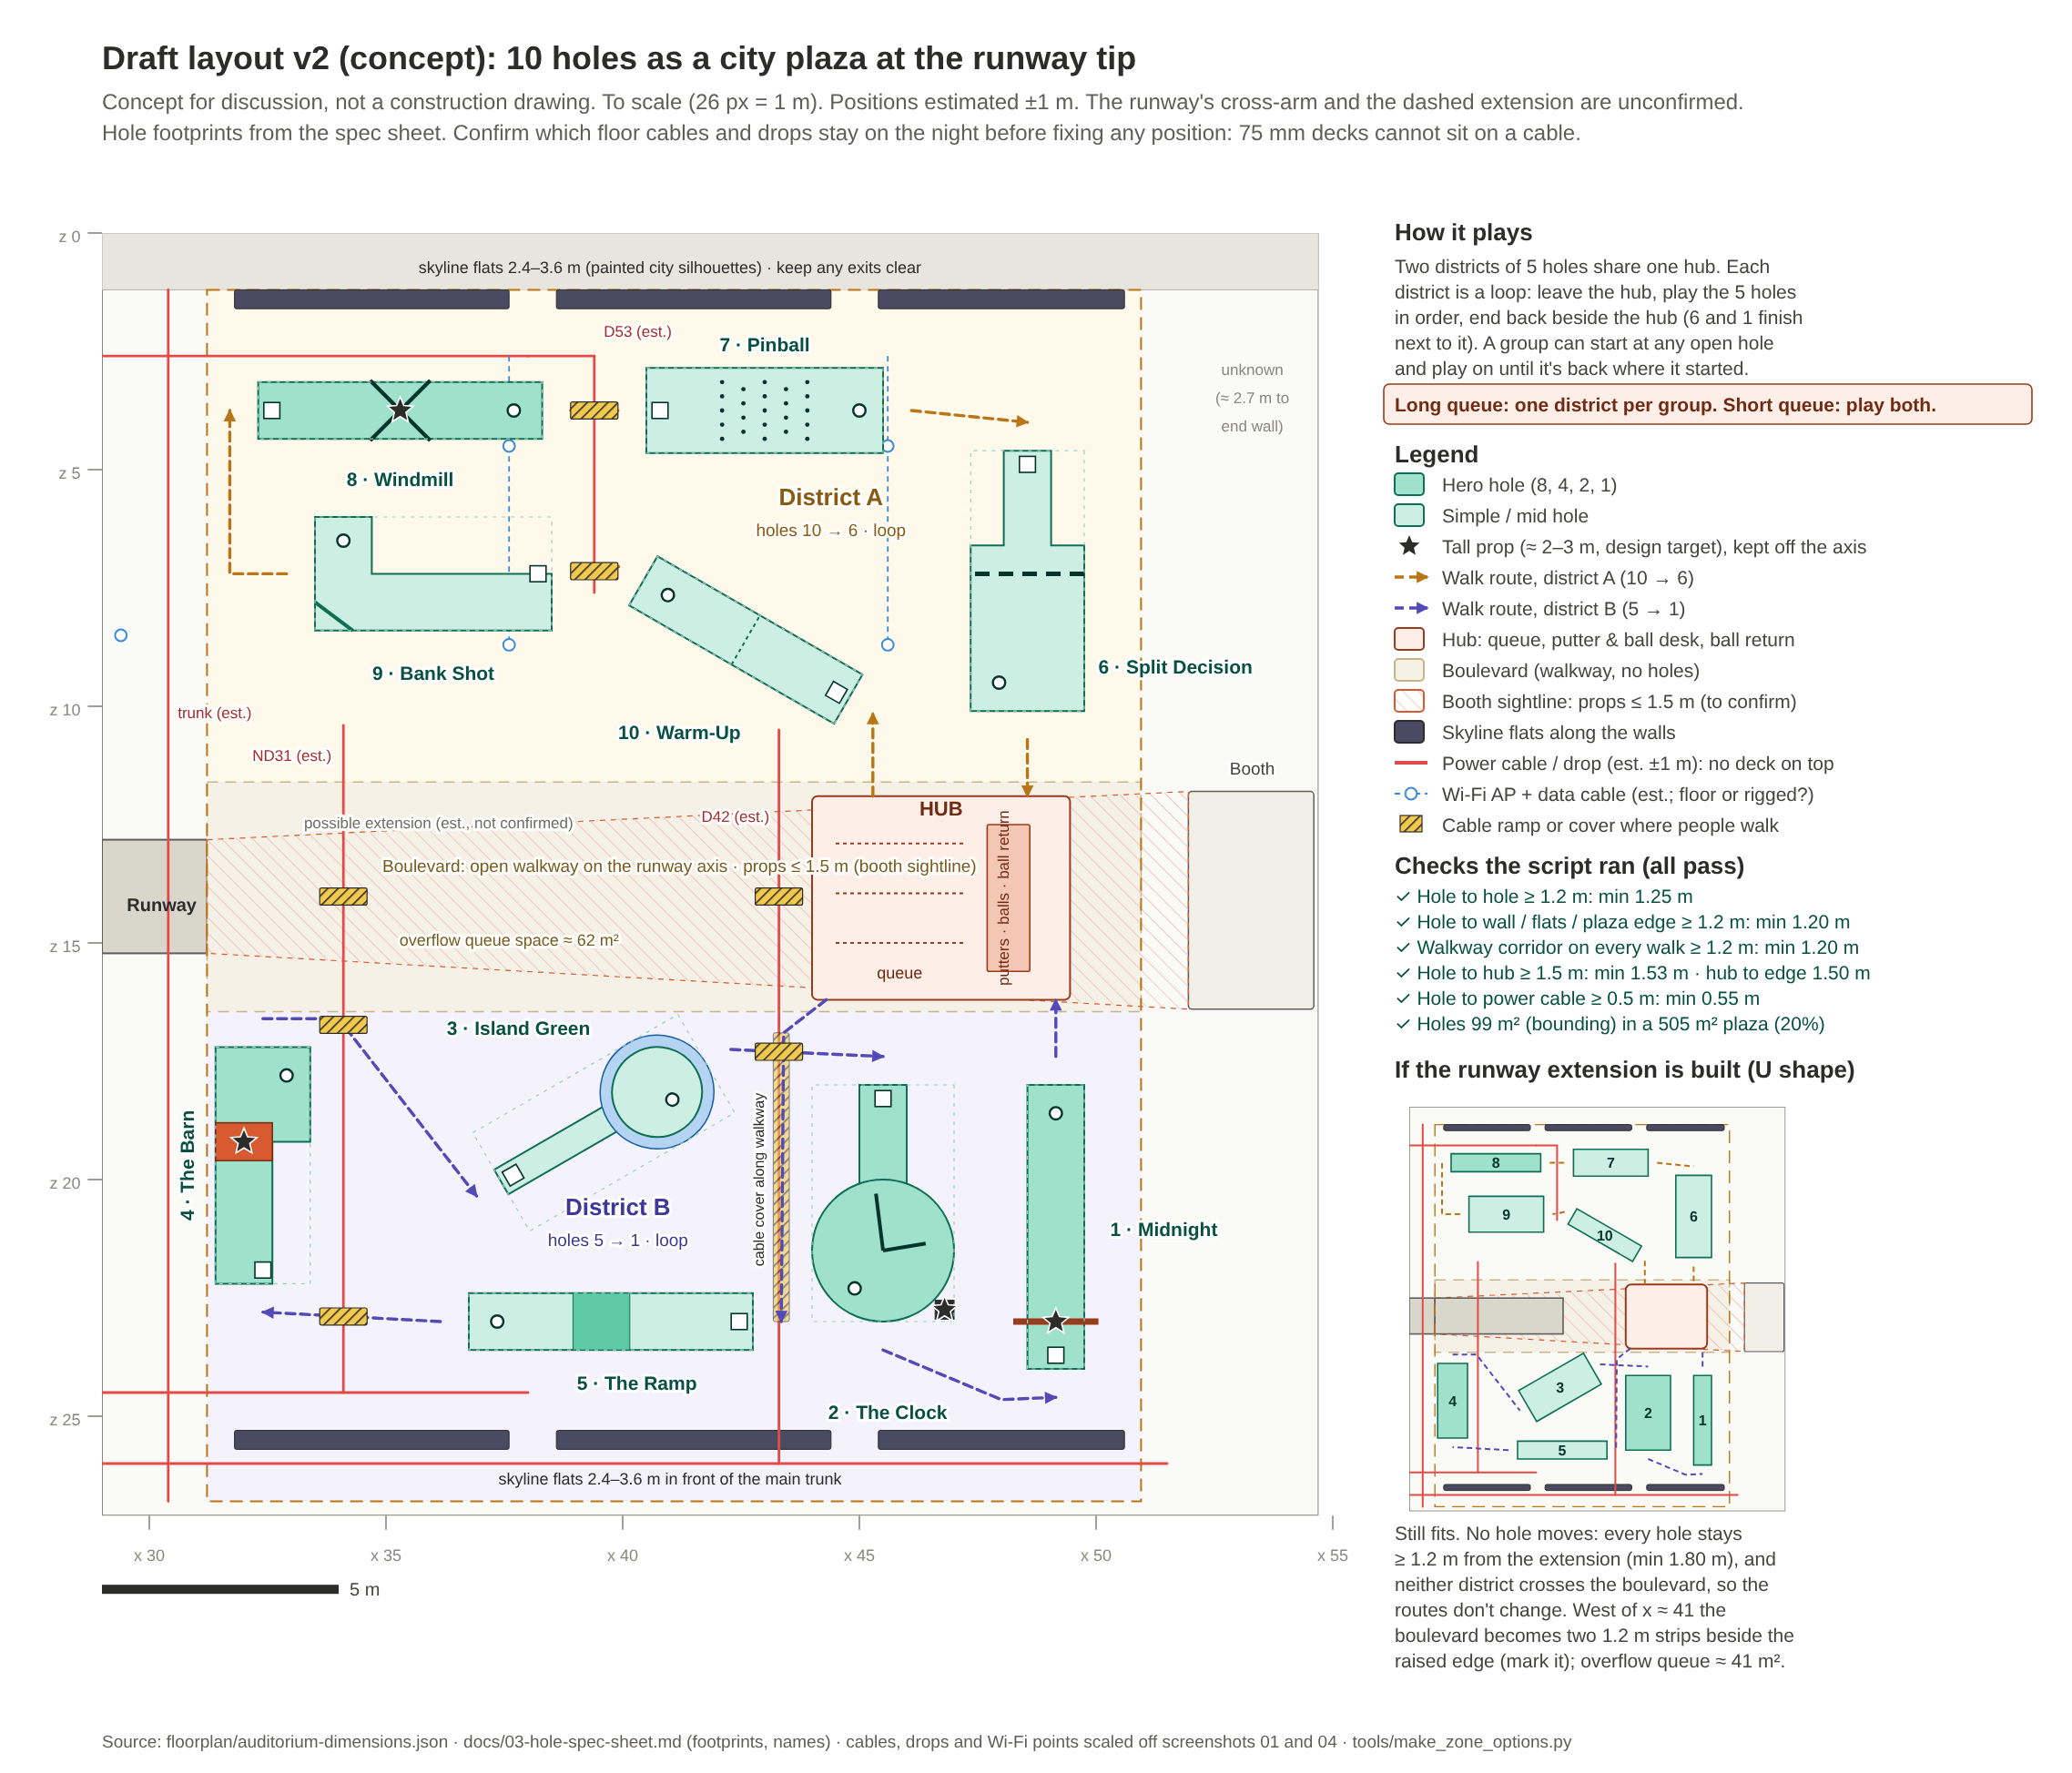 Draft layout v2 (concept): 10 holes as a city plaza at the runway tip
Concept for discussion, not a construction drawing. To scale (26 px = 1 m). Positions estimated ±1 m. The runway's cross-arm and the dashed extension are unconfirmed.
Hole footprints from the spec sheet. Confirm which floor cables and drops stay on the night before fixing any position: 75 mm decks cannot sit on a cable.
z 0
skyline flats 2.4–3.6 m (painted city silhouettes) · keep any exits clear
D53 (est.)
7 · Pinball
unknown
(≈ 2.7 m to
end wall)
z 5
8 · Windmill
District A
holes 10 → 6 · loop
9 · Bank Shot
6 · Split Decision
z 10
trunk (est.)
10 · Warm-Up
ND31 (est.)
Booth
HUB
D42 (est.)
possible extension (est., not confirmed)
Boulevard: open walkway on the runway axis · props ≤ 1.5 m (booth sightline)
putters · balls · ball return
Runway
overflow queue space ≈ 62 m²
z 15
queue
3 · Island Green
4 · The Barn
cable cover along walkway
z 20
District B
holes 5 → 1 · loop
1 · Midnight
5 · The Ramp
2 · The Clock
z 25
skyline flats 2.4–3.6 m in front of the main trunk
x 30
x 35
x 40
x 45
x 50
x 55
5 m
How it plays
Two districts of 5 holes share one hub. Each
district is a loop: leave the hub, play the 5 holes
in order, end back beside the hub (6 and 1 finish
next to it). A group can start at any open hole
and play on until it's back where it started.
Long queue: one district per group. Short queue: play both.
Legend
Hero hole (8, 4, 2, 1)
Simple / mid hole
Tall prop (≈ 2–3 m, design target), kept off the axis
Walk route, district A (10 → 6)
Walk route, district B (5 → 1)
Hub: queue, putter & ball desk, ball return
Boulevard (walkway, no holes)
Booth sightline: props ≤ 1.5 m (to confirm)
Skyline flats along the walls
Power cable / drop (est. ±1 m): no deck on top
Wi-Fi AP + data cable (est.; floor or rigged?)
Cable ramp or cover where people walk
Checks the script ran (all pass)
✓ Hole to hole ≥ 1.2 m: min 1.25 m
✓ Hole to wall / flats / plaza edge ≥ 1.2 m: min 1.20 m
✓ Walkway corridor on every walk ≥ 1.2 m: min 1.20 m
✓ Hole to hub ≥ 1.5 m: min 1.53 m · hub to edge 1.50 m
✓ Hole to power cable ≥ 0.5 m: min 0.55 m
✓ Holes 99 m² (bounding) in a 505 m² plaza (20%)
If the runway extension is built (U shape)
8
7
9
10
6
4
3
2
1
5
Still fits. No hole moves: every hole stays
≥ 1.2 m from the extension (min 1.80 m), and
neither district crosses the boulevard, so the
routes don't change. West of x ≈ 41 the
boulevard becomes two 1.2 m strips beside the
raised edge (mark it); overflow queue ≈ 41 m².
Source: floorplan/auditorium-dimensions.json · docs/03-hole-spec-sheet.md (footprints, names) · cables, drops and Wi-Fi points scaled off screenshots 01 and 04 · tools/make_zone_options.py